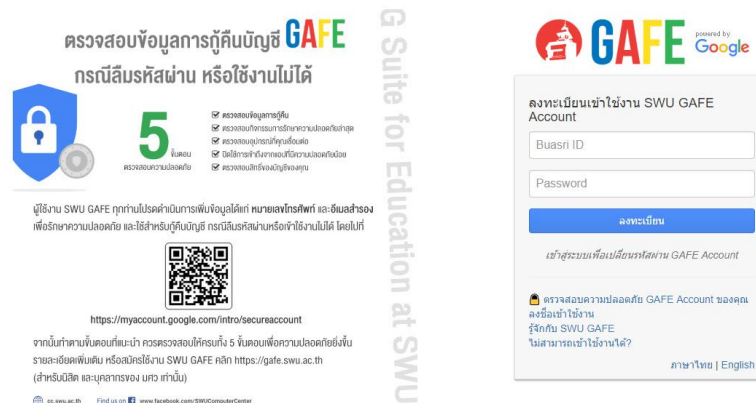 ตรวจสอบข้อมูลการกู้คืนบัญชี GAFE
กรณีลืมรหัสผ่าน หรือใช้งานไม่ได้
5
ขั้นตอน
ตรวจสอบความปลอดภัย
ตรวจสอบข้อมูลการกู้คืน
ตรวจสอบกิจกรรมการรักษาความปลอดภัยล่าสุด
ตรวจสอบอุปกรณ์ที่คุณเชื่อมต่อ
ปิดใช้การเข้าถึงจากแอปที่มีความปลอดภัยน้อย
ตรวจสอบสิทธิ์ของบัญชีของคุณ
ผู้ใช้งาน SWU GAFE ทุกท่านโปรดดำเนินการเพิ่มข้อมูลได้แก่ หมายเลขโทรศัพท์ และอีเมลสำรอง
เพื่อรักษาความปลอดภัย และใช้สำหรับกู้คืนบัญชี กรณีลืมรหัสผ่านหรือเข้าใช้งานไม่ได้ โดยไปที่
https://myaccount.google.com/intro/secureaccount
จากนั้นทำตามขั้นตอนที่แนะนำ ควรตรวจสอบให้ครบทั้ง 5 ขั้นตอนเพื่อความปลอดภัยยิ่งขึ้น
รายละเอียดเพิ่มเติม หรือสมัครใช้งาน SWU GAFE คลิก https://gafe.swu.ac.th
(สำหรับนิสิต และบุคลากรของ มศว เท่านั้น)
cc.swu.ac.th Find us on www.facebook.com/SWUComputerCenter
G Suite for Education at SWU
GAFE powered by Google
ลงทะเบียนเข้าใช้งาน SWU GAFE
Account
Buasri ID
Password
ลงทะเบียน
เข้าสู่ระบบเพื่อเปลี่ยนรหัสผ่าน GAFE Account
ตรวจสอบความปลอดภัย GAFE Account ของคุณ
ลงชื่อเข้าใช้งาน
รู้จักกับ SWU GAFE
ไม่สามารถเข้าใช้งานได้?
ภาษาไทย | English